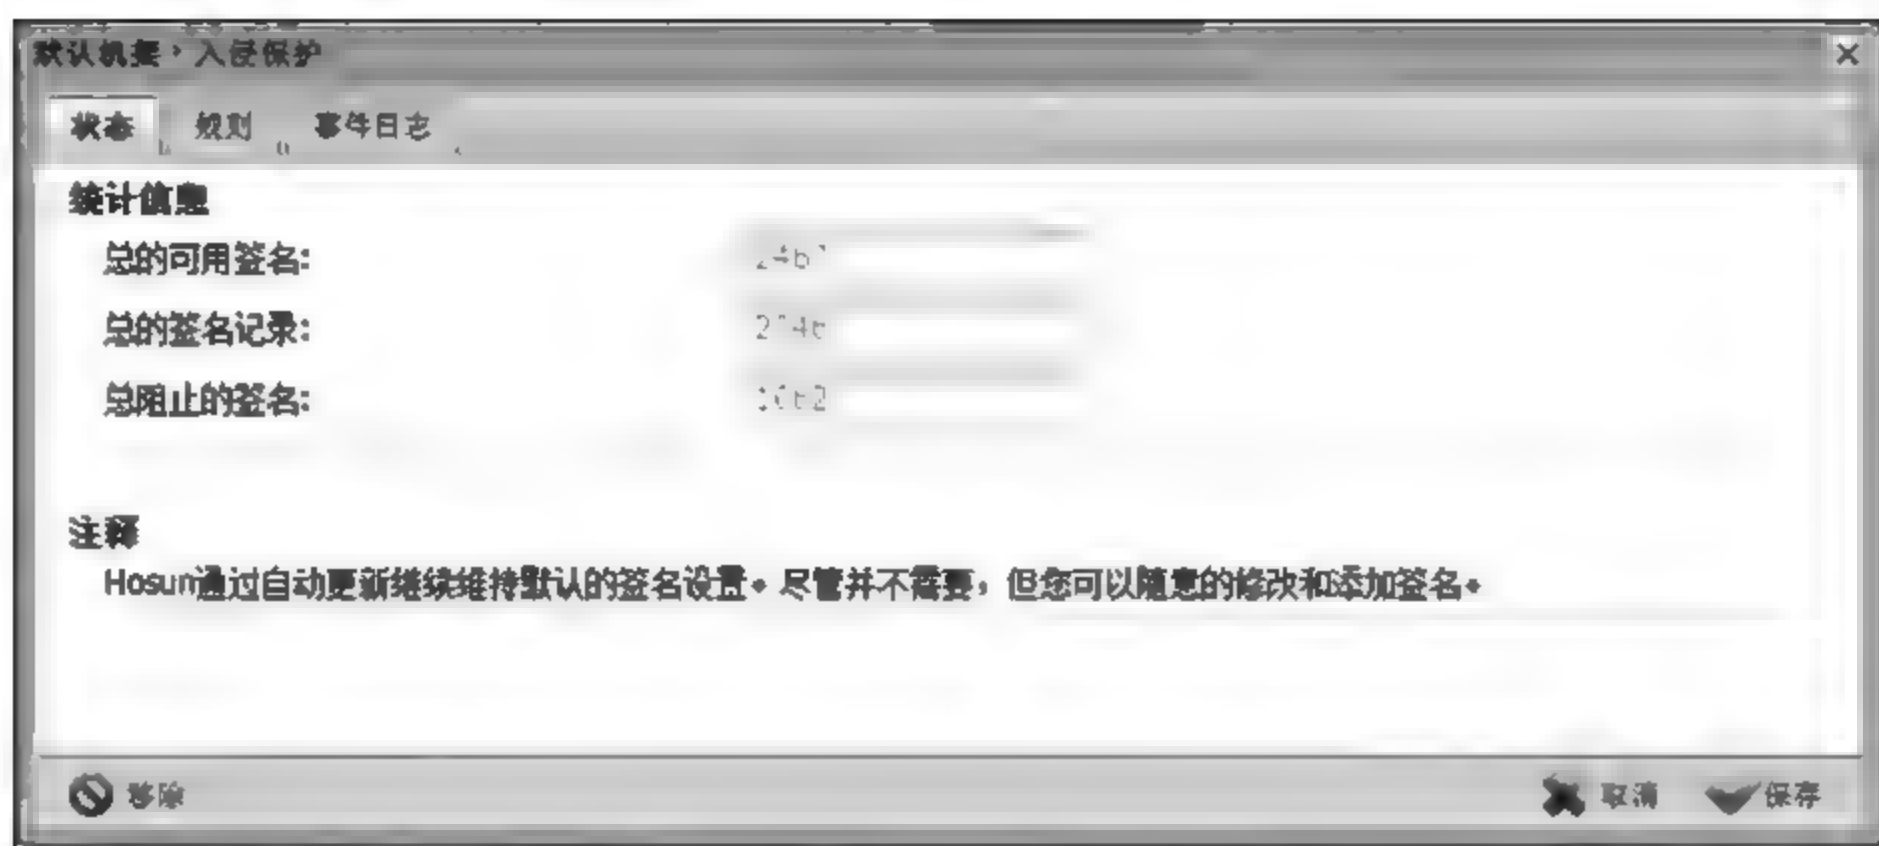 默认机架 › 入侵保护
状态 规则 事件日志
统计信息
总的可用签名:
总的签名记录:
总阻止的签名:
注释
Hosun通过自动更新继续维持默认的签名设置。尽管并不需要，但您可以随意的修改和添加签名。
移除 取消 保存